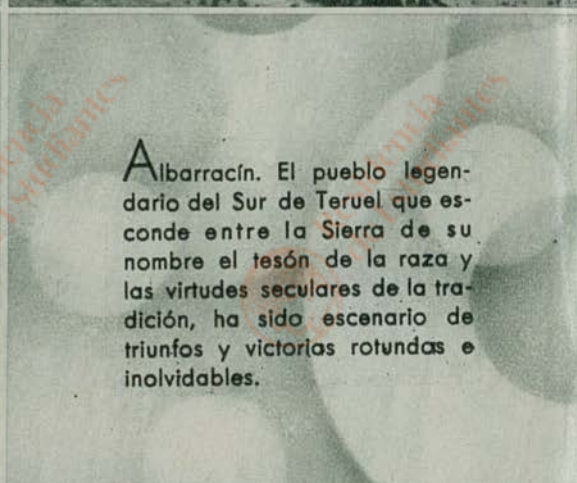 Albarracín. El pueblo legen-
dario del Sur de Teruel que es-
conde entre la Sierra de su
nombre el tesón de la raza y
las virtudes seculares de la tra-
dición, ha sido escenario de
triunfos y victorias rotundas e
inolvidables.